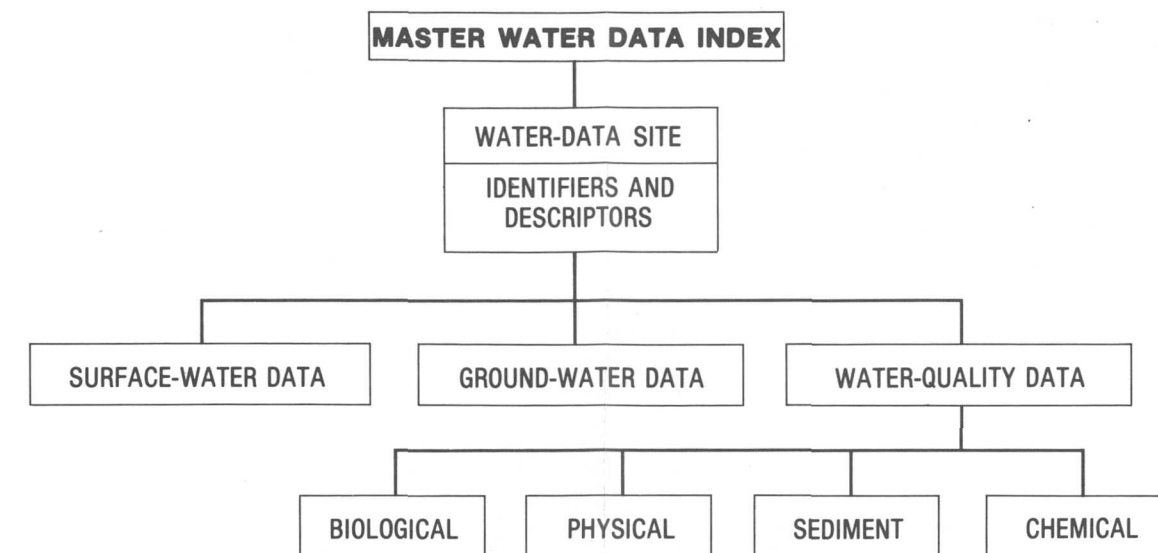 MASTER WATER DATA INDEX
WATER-DATA SITE
IDENTIFIERS AND
DESCRIPTORS
SURFACE-WATER DATA
GROUND-WATER DATA
WATER-QUALITY DATA
BIOLOGICAL
PHYSICAL
SEDIMENT
CHEMICAL